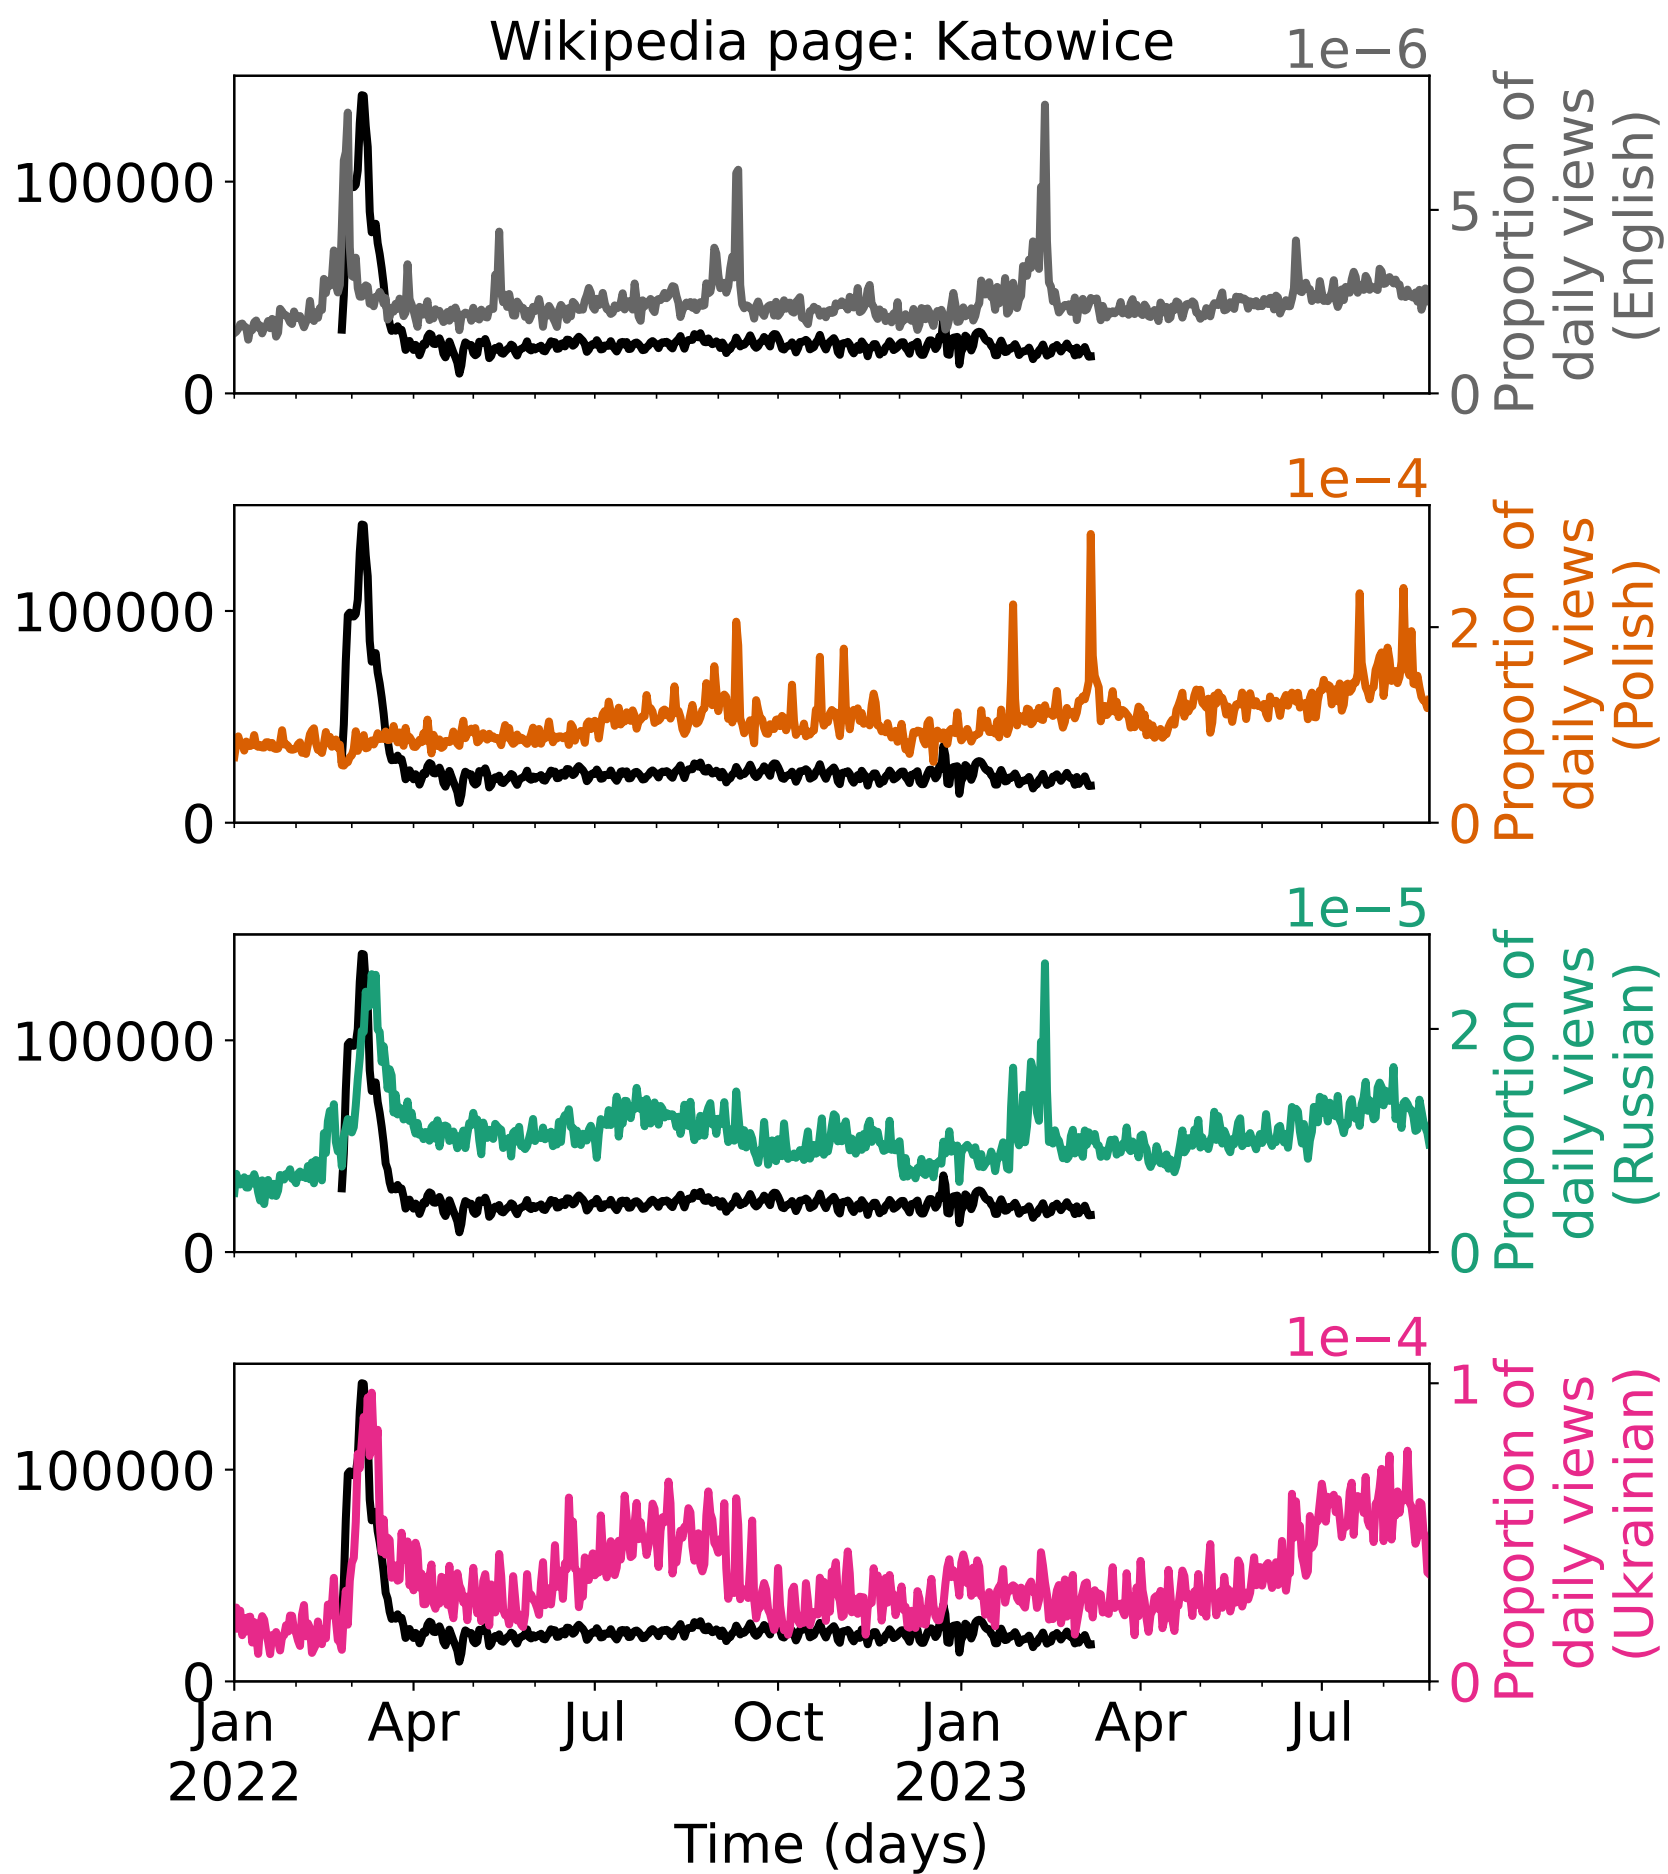 Wikipedia page: Katowice
1e−6
100000
0
5
0
Proportion of
daily views
(English)
1e−4
100000
0
2
0
Proportion of
daily views
(Polish)
1e−5
100000
0
2
0
Proportion of
daily views
(Russian)
1e−4
100000
0
1
0
Proportion of
daily views
(Ukrainian)
Jan Apr Jul Oct Jan Apr Jul
2022 2023
Time (days)